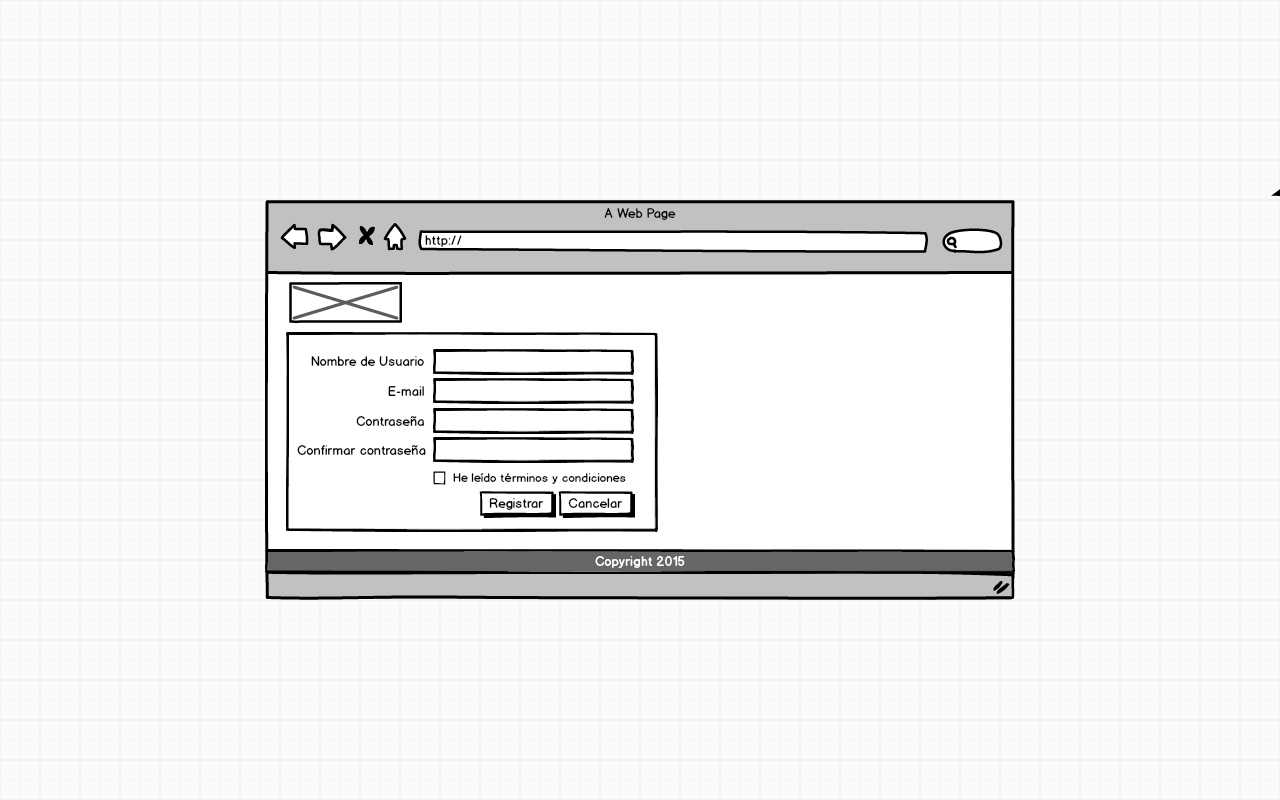 A Web Page
http://
Nombre de Usuario
E-mail
Contraseña
Confirmar contraseña
He leído términos y condiciones
Registrar Cancelar
Copyright 2015